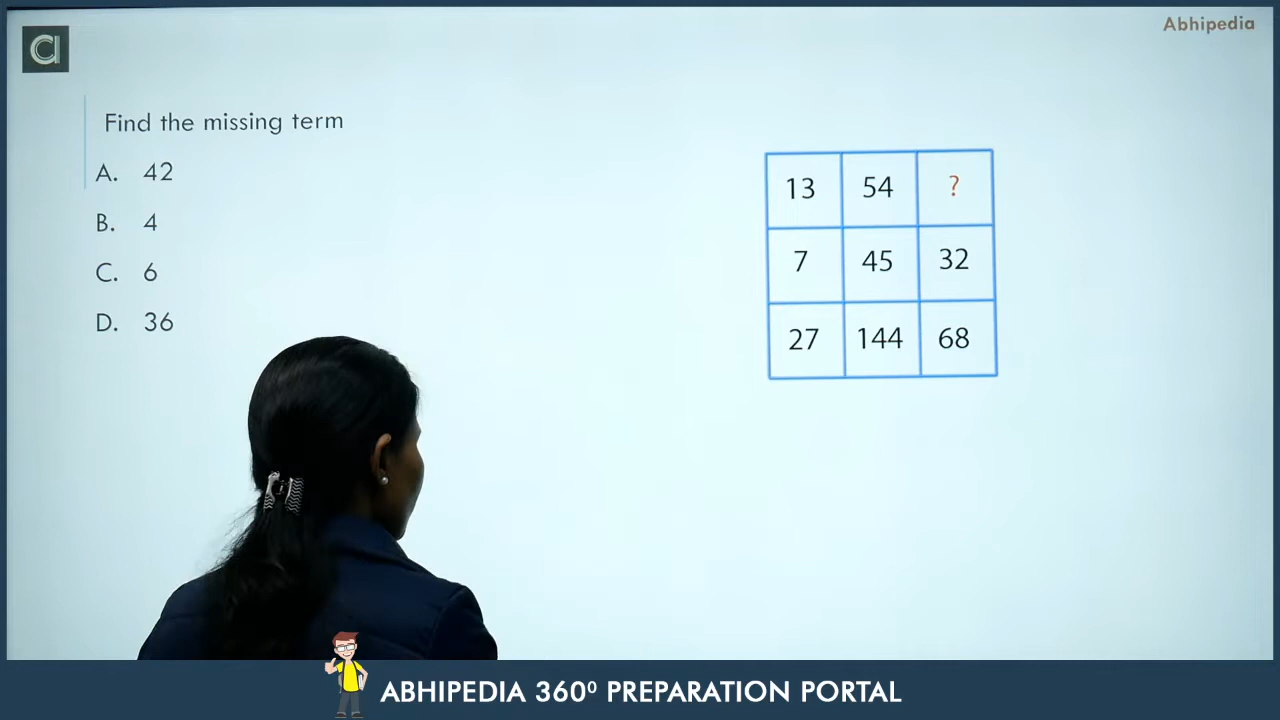 Abhipedia
Find the missing term
A. 42
B. 4
C. 6
D. 36
13 54 ?
7 45 32
27 144 68
ABHIPEDIA 360⁰ PREPARATION PORTAL